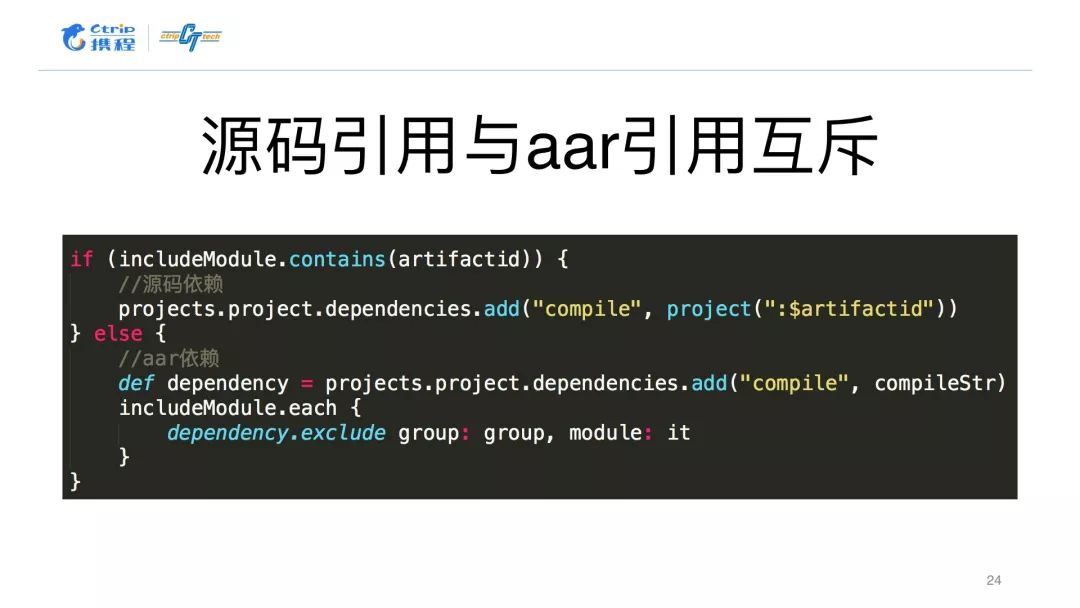 Ctrip
携程
ctrip CT tech
源码引用与aar引用互斥
if (includeModule.contains(artifactid)) {
    //源码依赖
    projects.project.dependencies.add("compile", project(":$artifactid"))
} else {
    //aar依赖
    def dependency = projects.project.dependencies.add("compile", compileStr)
    includeModule.each {
        dependency.exclude group: group, module: it
    }
}
24